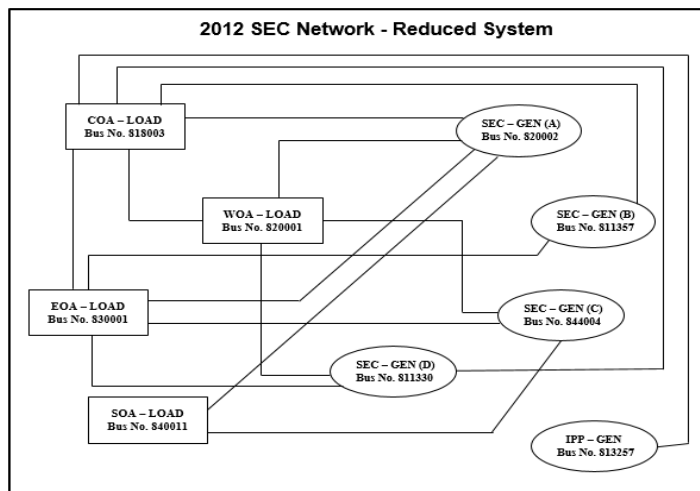 2012 SEC Network - Reduced System
COA – LOAD
Bus No. 818003
SEC – GEN (A)
Bus No. 820002
WOA – LOAD
Bus No. 820001
SEC – GEN (B)
Bus No. 811357
EOA – LOAD
Bus No. 830001
SEC – GEN (C)
Bus No. 844004
SEC – GEN (D)
Bus No. 811330
SOA – LOAD
Bus No. 840011
IPP – GEN
Bus No. 813257